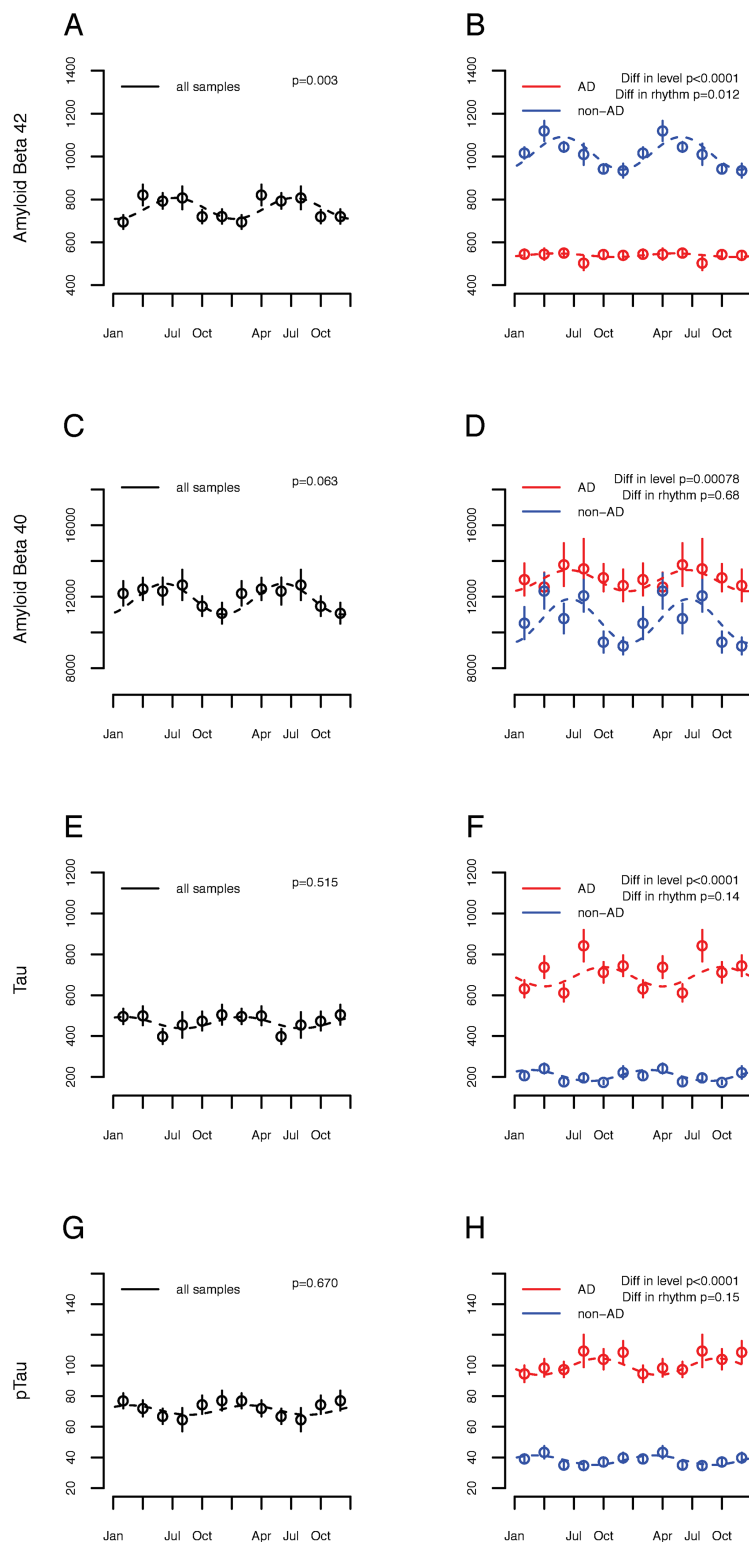 A
Amyloid Beta 42
1400
1200
1000
800
600
400
all samples
p=0.003
Jan Jul Oct Apr Jul Oct
B
Diff in level p<0.0001
Diff in rhythm p=0.012
AD
non−AD
1400
1200
1000
800
600
400
Jan Jul Oct Apr Jul Oct
C
Amyloid Beta 40
16000
12000
8000
all samples
p=0.063
Jan Jul Oct Apr Jul Oct
D
Diff in level p=0.00078
Diff in rhythm p=0.68
AD
non−AD
16000
12000
8000
Jan Jul Oct Apr Jul Oct
E
Tau
1200
1000
800
600
400
200
all samples
p=0.515
Jan Jul Oct Apr Jul Oct
F
Diff in level p<0.0001
Diff in rhythm p=0.14
AD
non−AD
1200
1000
800
600
400
200
Jan Jul Oct Apr Jul Oct
G
pTau
140
100
80
60
40
20
all samples
p=0.670
Jan Jul Oct Apr Jul Oct
H
Diff in level p<0.0001
Diff in rhythm p=0.15
AD
non−AD
140
100
80
60
40
20
Jan Jul Oct Apr Jul Oct